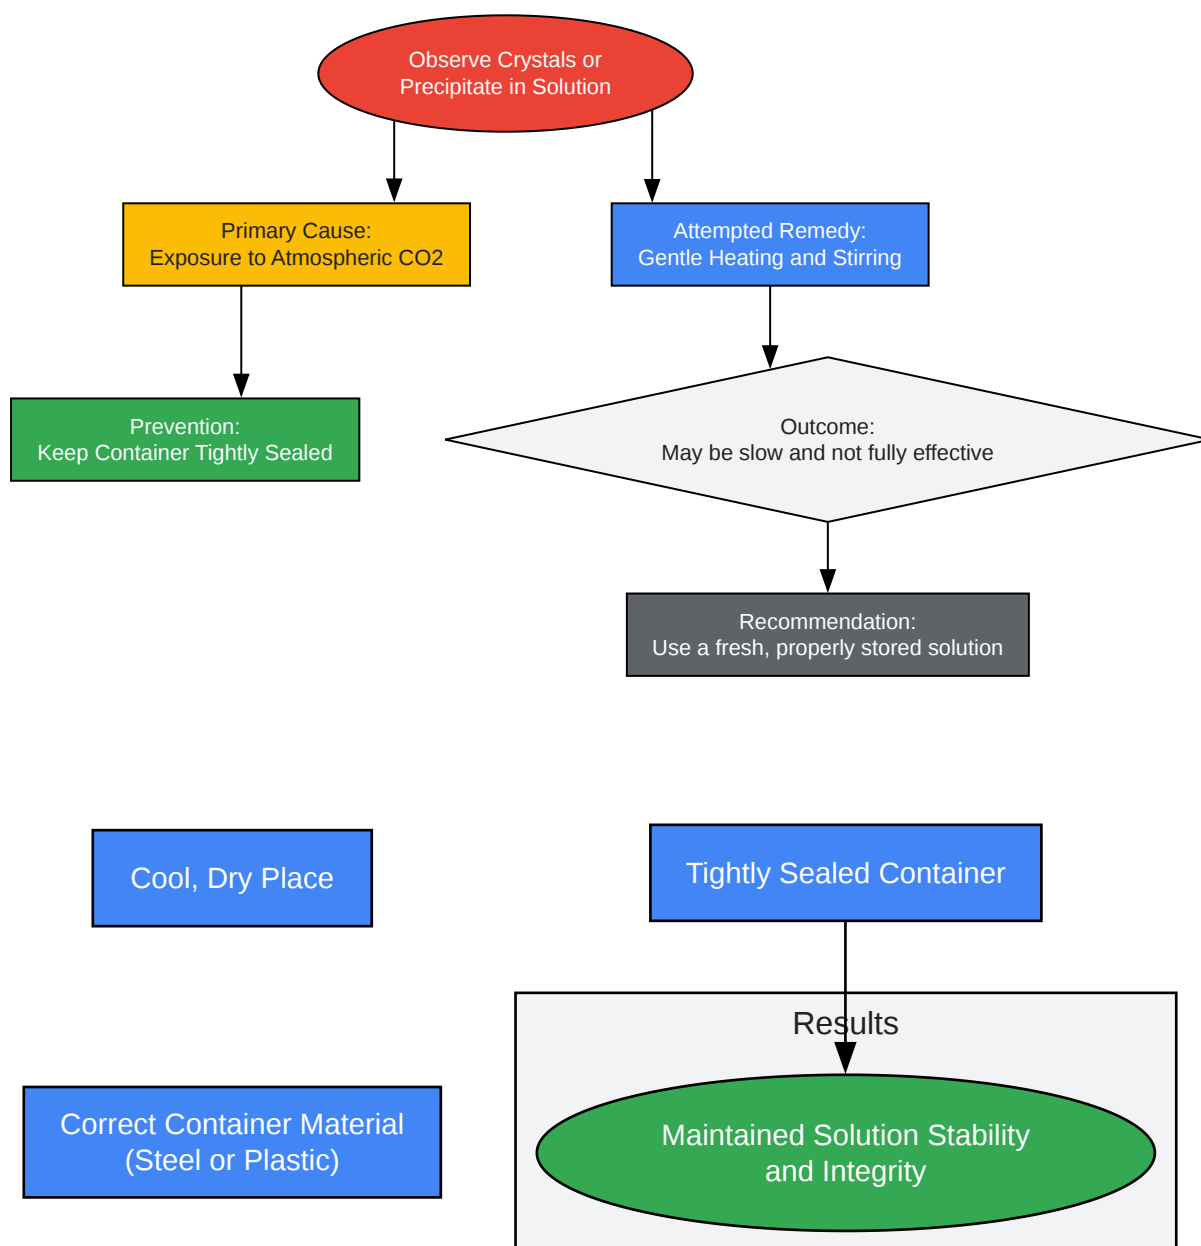 Observe Crystals or
Precipitate in Solution
Primary Cause:
Exposure to Atmospheric CO2
Attempted Remedy:
Gentle Heating and Stirring
Prevention:
Keep Container Tightly Sealed
Outcome:
May be slow and not fully effective
Recommendation:
Use a fresh, properly stored solution
Cool, Dry Place
Tightly Sealed Container
Results
Correct Container Material
(Steel or Plastic)
Maintained Solution Stability
and Integrity